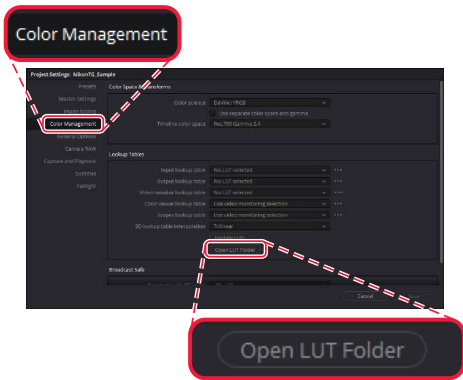 Color Management
Project Settings: NikonTG_Sample
Presets
Color Space & Transforms
Master Settings
Color science
DaVinci YRGB
Image Scaling
Use separate color space and gamma
Color Management
Timeline color space
Rec.709 Gamma 2.4
General Options
Camera RAW
Lookup Tables
Capture and Playback
Input lookup table
No LUT selected
Subtitles
Output lookup table
No LUT selected
Fairlight
Video monitor lookup table
No LUT selected
Color viewer lookup table
Use video monitoring selection
Scopes lookup table
Use video monitoring selection
3D lookup table interpolation
Trilinear
Update Lists
Open LUT Folder
Broadcast Safe
Cancel
Open LUT Folder